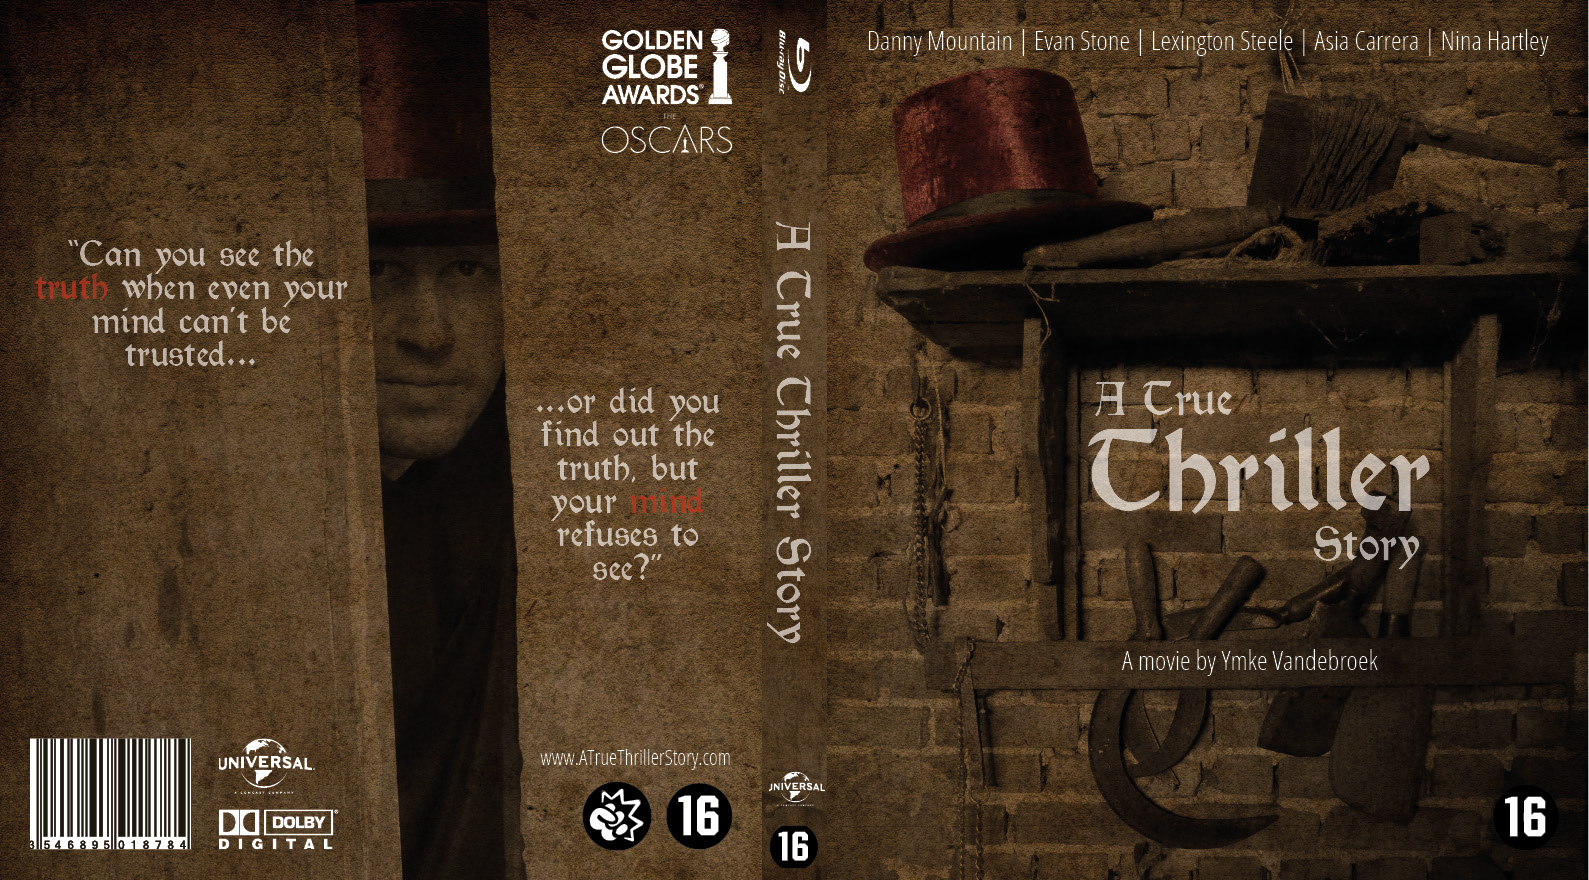 GOLDEN
GLOBE
AWARDS
THE
OSCARS
"Can you see the
truth when even your
mind can't be
trusted...
...or did you
find out the
truth, but
your mind
refuses to
see?"
www.ATrueThrillerStory.com
3 546895 018784
UNIVERSAL
A COMCAST COMPANY
DOLBY
DIGITAL
16
Blu-ray Disc
A True Thriller Story
UNIVERSAL
16
Danny Mountain | Evan Stone | Lexington Steele | Asia Carrera | Nina Hartley
A True
Thriller
Story
A movie by Ymke Vandebroek
16